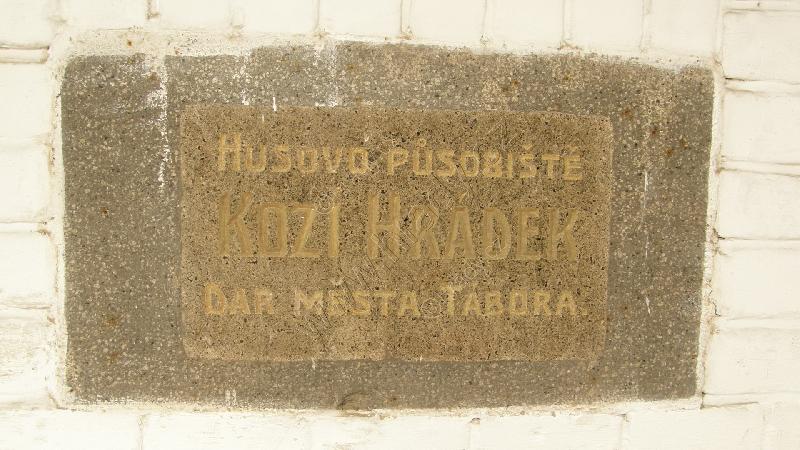 Husovo působiště
Kozí Hrádek
Dar města Tábora.